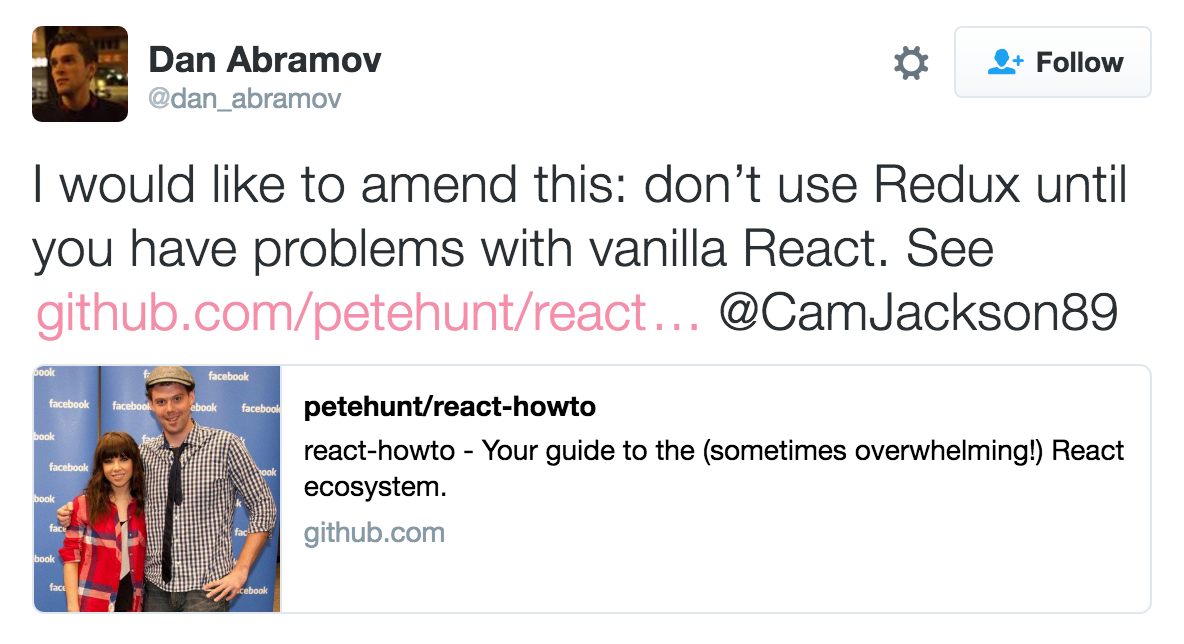 Dan Abramov
@dan_abramov
Follow
I would like to amend this: don’t use Redux until
you have problems with vanilla React. See
github.com/petehunt/react… @CamJackson89
book facebook
facebook facebook facebook
facebook
facebook
facebook
petehunt/react-howto
react-howto - Your guide to the (sometimes overwhelming!) React
ecosystem.
github.com